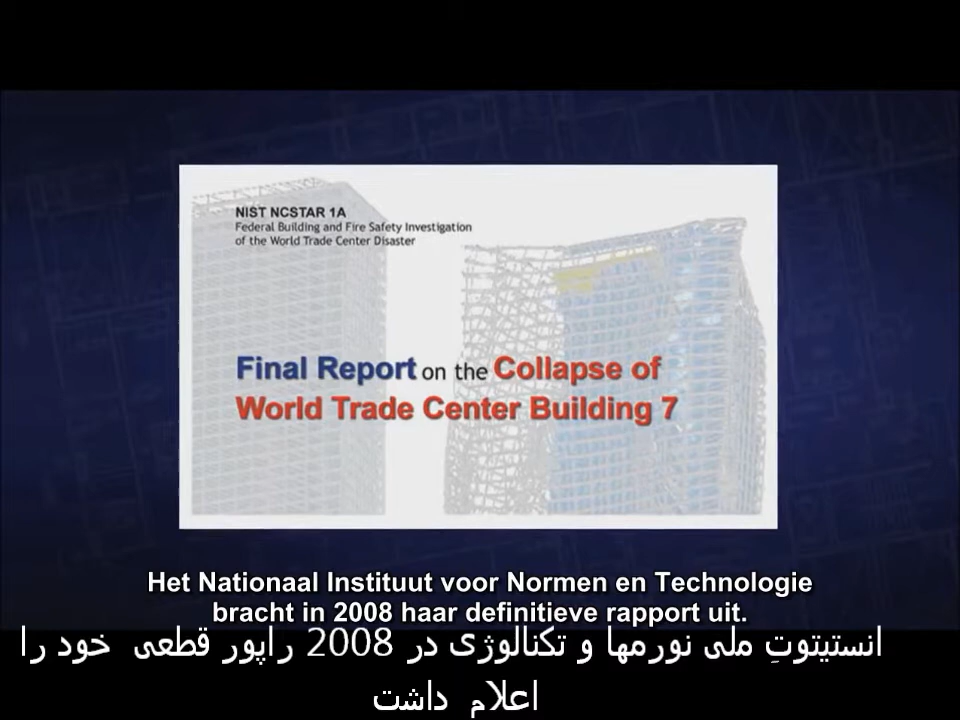 NIST NCSTAR 1A
Federal Building and Fire Safety Investigation
of the World Trade Center Disaster
Final Report on the Collapse of
World Trade Center Building 7
Het Nationaal Instituut voor Normen en Technologie
bracht in 2008 haar definitieve rapport uit.
انستیتوتِ ملی نورمها و تکنالوژی در 2008 راپور قطعی خود را
اعلام داشت